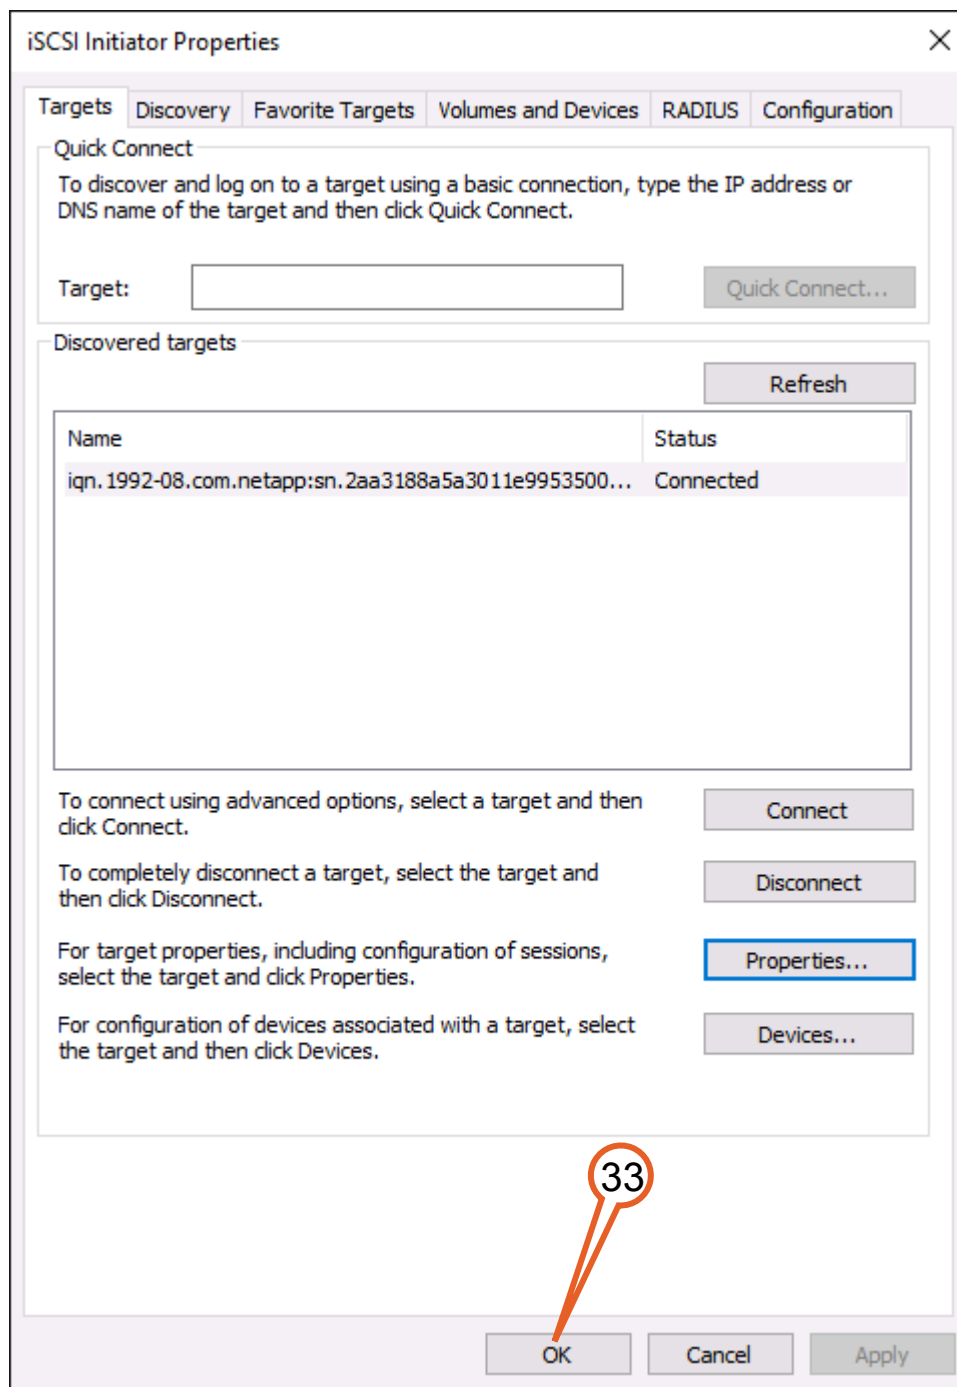 iSCSI Initiator Properties
Targets Discovery Favorite Targets Volumes and Devices RADIUS Configuration
Quick Connect
To discover and log on to a target using a basic connection, type the IP address or
DNS name of the target and then click Quick Connect.
Target: Quick Connect...
Discovered targets
Refresh
Name Status
iqn.1992-08.com.netapp:sn.2aa3188a5a3011e9953500... Connected
To connect using advanced options, select a target and then
click Connect.
Connect
To completely disconnect a target, select the target and
then click Disconnect.
Disconnect
For target properties, including configuration of sessions,
select the target and click Properties.
Properties...
For configuration of devices associated with a target, select
the target and then click Devices.
Devices...
33
OK Cancel Apply